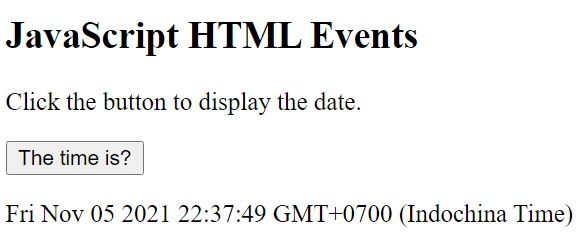 JavaScript HTML Events
Click the button to display the date.
The time is?
Fri Nov 05 2021 22:37:49 GMT+0700 (Indochina Time)